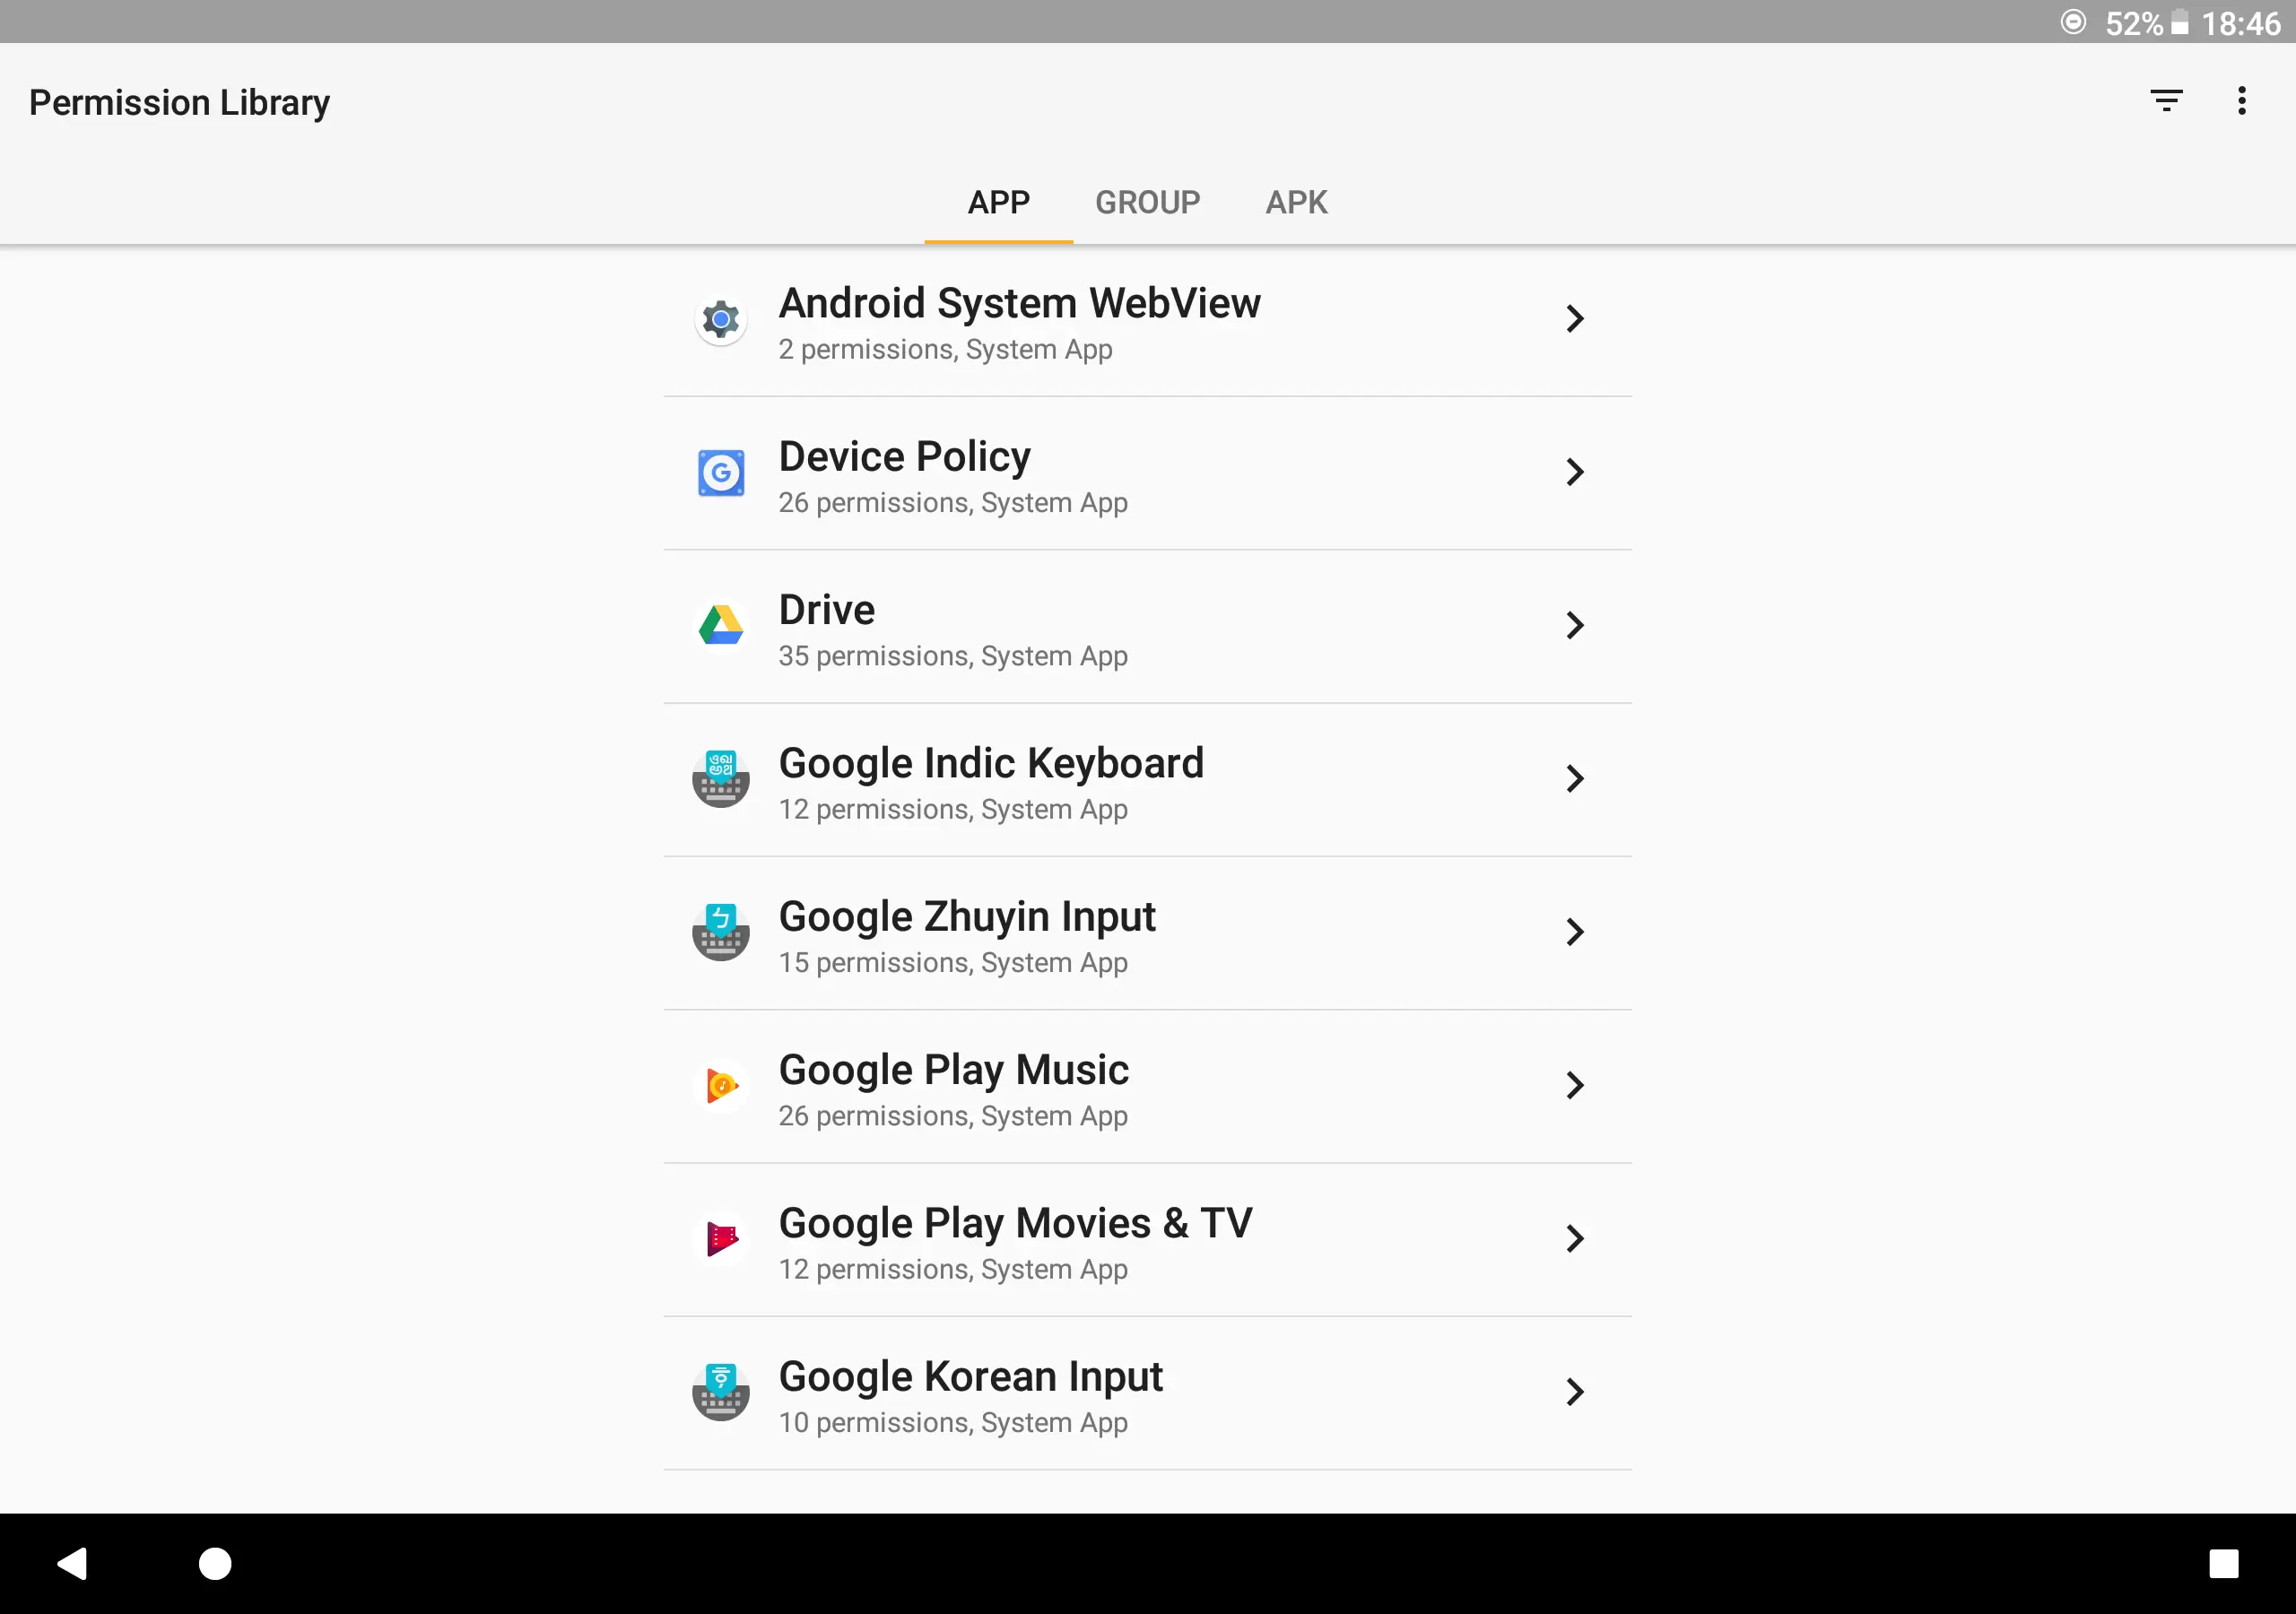 52% 18:46
Permission Library
APP GROUP APK
Android System WebView
2 permissions, System App
Device Policy
26 permissions, System App
Drive
35 permissions, System App
Google Indic Keyboard
12 permissions, System App
Google Zhuyin Input
15 permissions, System App
Google Play Music
26 permissions, System App
Google Play Movies & TV
12 permissions, System App
Google Korean Input
10 permissions, System App